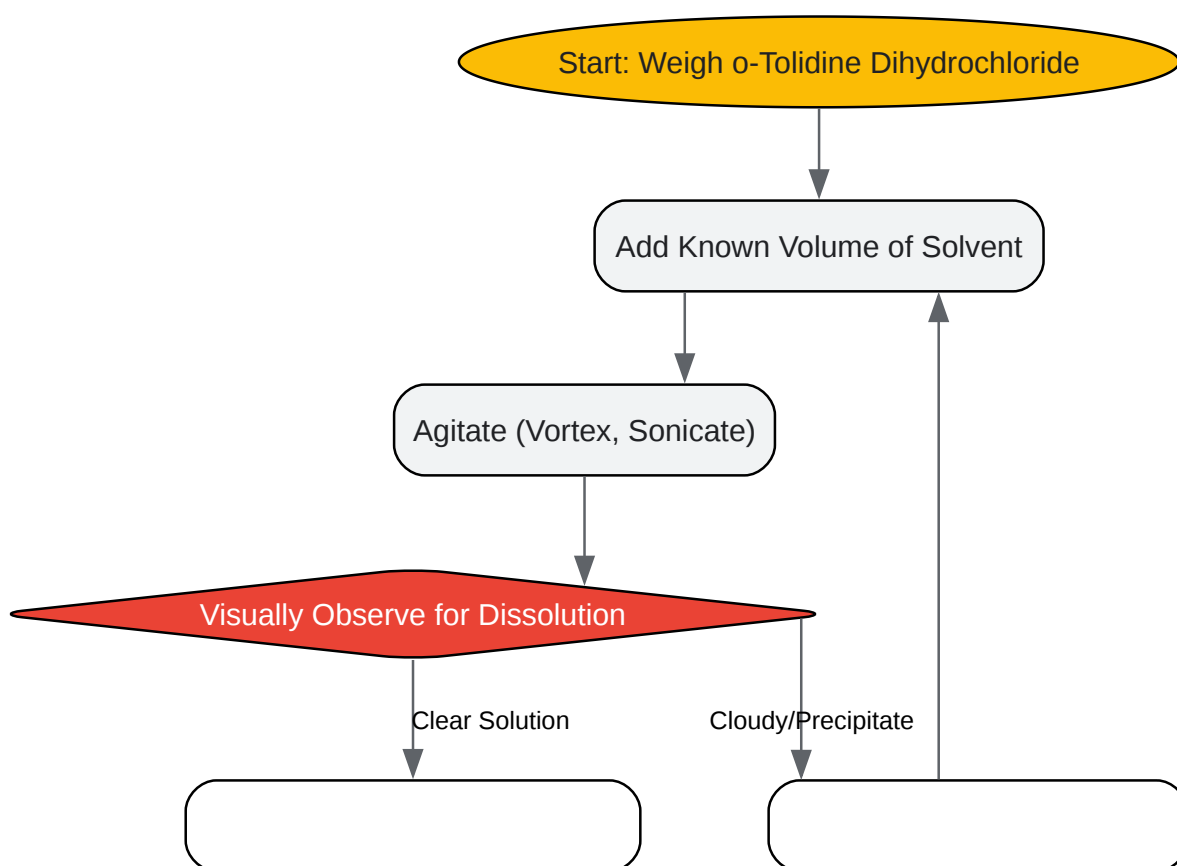 Start: Weigh o-Tolidine Dihydrochloride
Add Known Volume of Solvent
Agitate (Vortex, Sonicate)
Visually Observe for Dissolution
Clear Solution
Cloudy/Precipitate